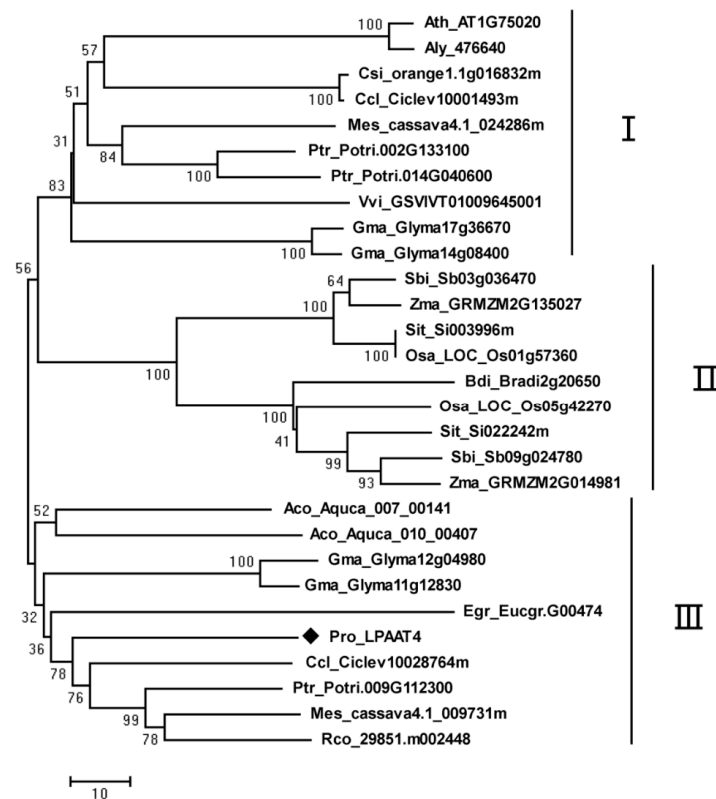 100 Ath_AT1G75020
57 Aly_476640
Csi_orange1.1g016832m
51 100 Ccl_Ciclev10001493m
31 Mes_cassava4.1_024286m
84 Ptr_Potri.002G133100
I
83 100 Ptr_Potri.014G040600
Vvi_GSVIVT01009645001
Gma_Glyma17g36670
100 Gma_Glyma14g08400
56 64 Sbi_Sb03g036470
100 Zma_GRMZM2G135027
Sit_Si003996m
100 Osa_LOC_Os01g57360
100 Bdi_Bradi2g20650
II
100 Osa_LOC_Os05g42270
41 Sit_Si022242m
99 Sbi_Sb09g024780
93 Zma_GRMZM2G014981
52 Aco_Aquca_007_00141
Aco_Aquca_010_00407
100 Gma_Glyma12g04980
Gma_Glyma11g12830
32 Egr_Eucgr.G00474
III
36 Pro_LPAAT4
78 Ccl_Ciclev10028764m
76 Ptr_Potri.009G112300
99 Mes_cassava4.1_009731m
78 Rco_29851.m002448
10